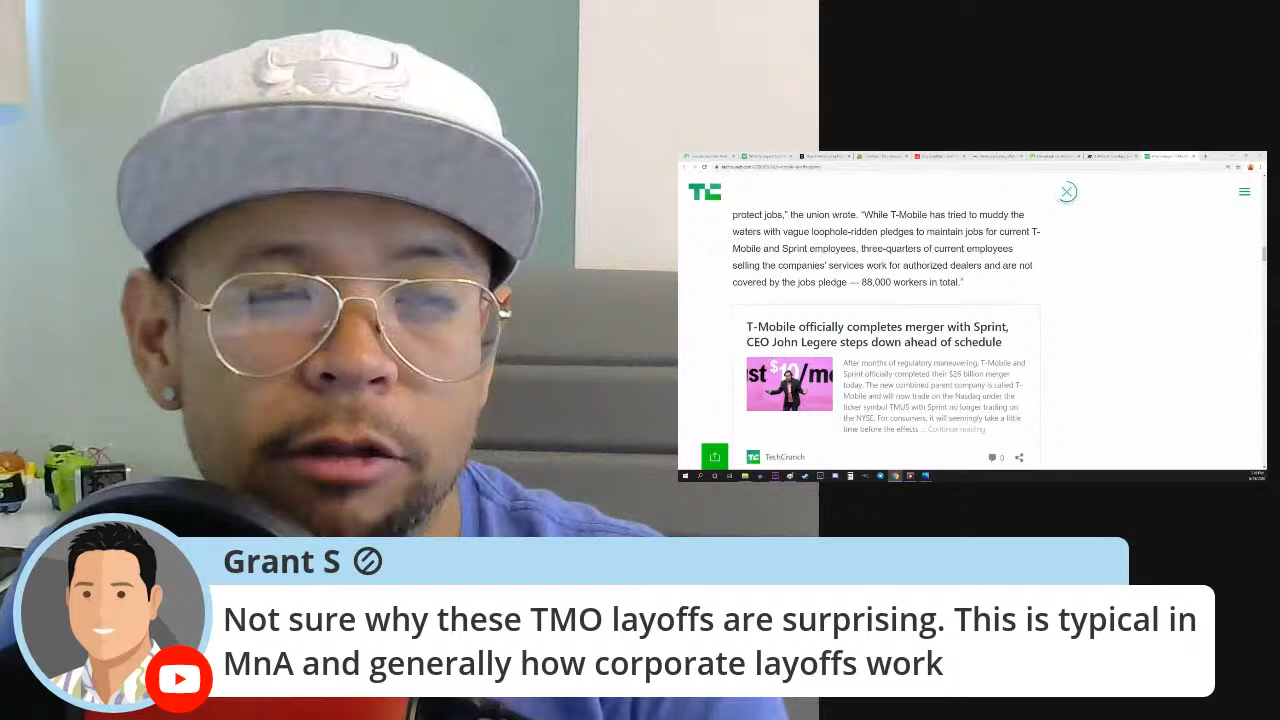 TC
protect jobs,” the union wrote. “While T-Mobile has tried to muddy the
waters with vague loophole-ridden pledges to maintain jobs for current T-
Mobile and Sprint employees, three-quarters of current employees
selling the companies’ services work for authorized dealers and are not
covered by the jobs pledge — 88,000 workers in total.”
T-Mobile officially completes merger with Sprint,
CEO John Legere steps down ahead of schedule
After months of regulatory maneuvering, T-Mobile and
Sprint officially completed their $26 billion merger
today. The new combined parent company is called T-
Mobile and will now trade on the Nasdaq under the
ticker symbol TMUS with Sprint no longer trading on
the NYSE. For consumers, it will seemingly take a little
time before the effects ... Continue reading
st $10/mo
TC TechCrunch 0
Grant S
Not sure why these TMO layoffs are surprising. This is typical in
MnA and generally how corporate layoffs work